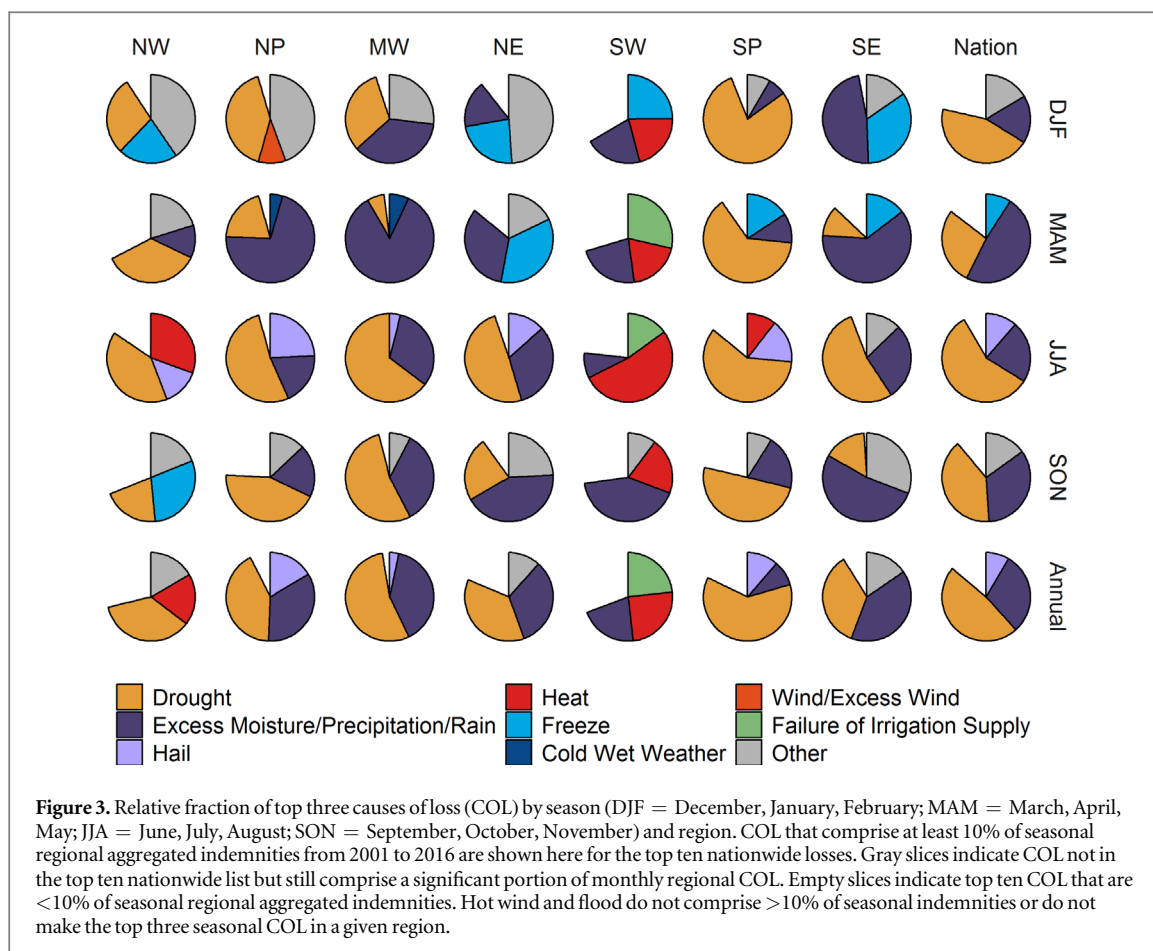 NW NP MW NE SW SP SE Nation
DJF
MAM
JJA
SON
Annual
Drought Heat Wind/Excess Wind
Excess Moisture/Precipitation/Rain Freeze Failure of Irrigation Supply
Hail Cold Wet Weather Other
Figure 3. Relative fraction of top three causes of loss (COL) by season (DJF = December, January, February; MAM = March, April,
May; JJA = June, July, August; SON = September, October, November) and region. COL that comprise at least 10% of seasonal
regional aggregated indemnities from 2001 to 2016 are shown here for the top ten nationwide losses. Gray slices indicate COL not in
the top ten nationwide list but still comprise a significant portion of monthly regional COL. Empty slices indicate top ten COL that are
<10% of seasonal regional aggregated indemnities. Hot wind and flood do not comprise >10% of seasonal indemnities or do not
make the top three seasonal COL in a given region.